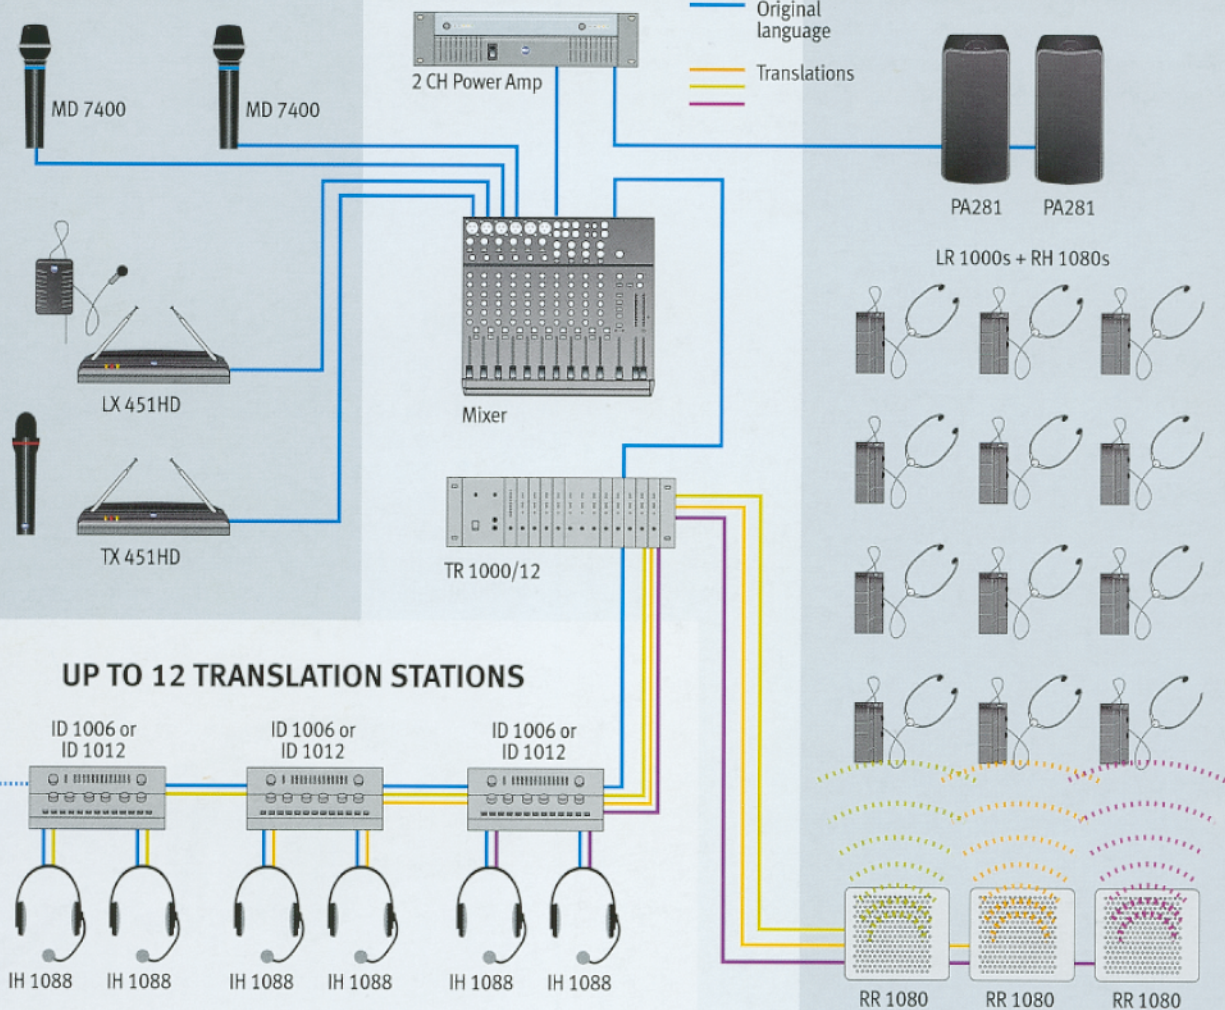 Original
language
Translations
2 CH Power Amp
MD 7400
MD 7400
PA281
PA281
LR 1000s + RH 1080s
LX 451HD
Mixer
TX 451HD
TR 1000/12
UP TO 12 TRANSLATION STATIONS
ID 1006 or
ID 1012
ID 1006 or
ID 1012
ID 1006 or
ID 1012
IH 1088
IH 1088
IH 1088
IH 1088
IH 1088
IH 1088
RR 1080
RR 1080
RR 1080